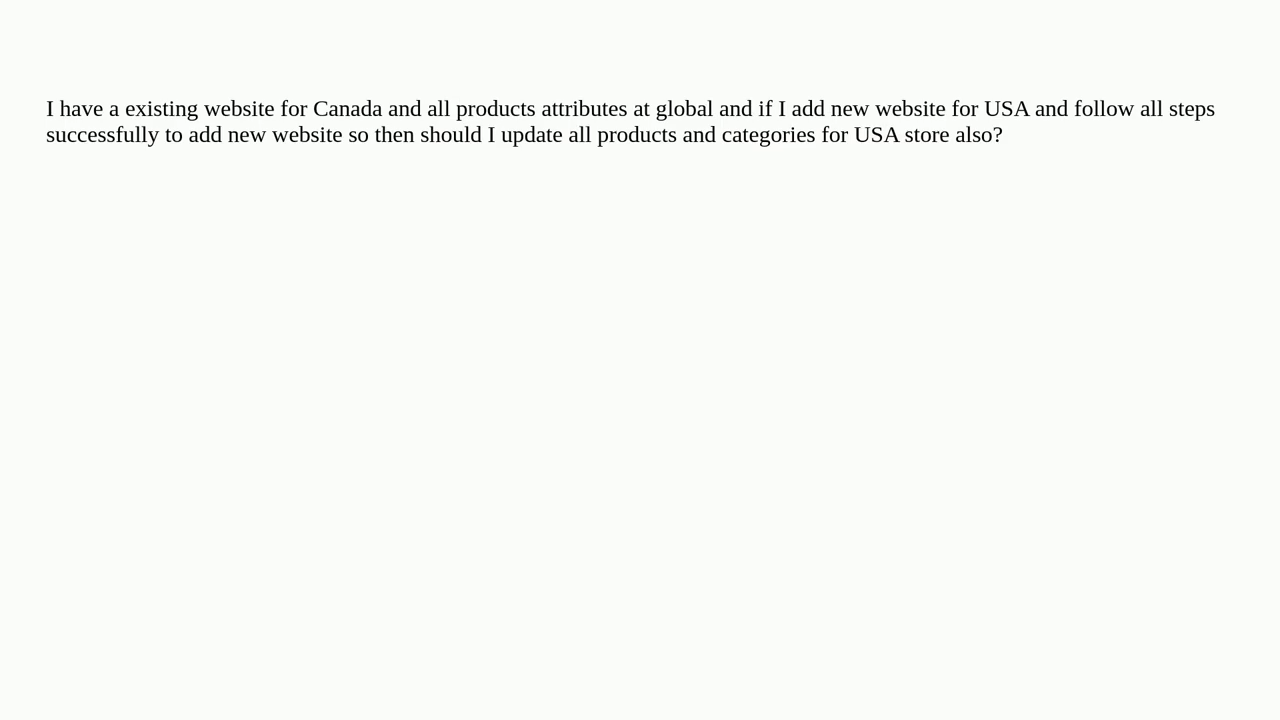 I have a existing website for Canada and all products attributes at global and if I add new website for USA and follow all steps
successfully to add new website so then should I update all products and categories for USA store also?